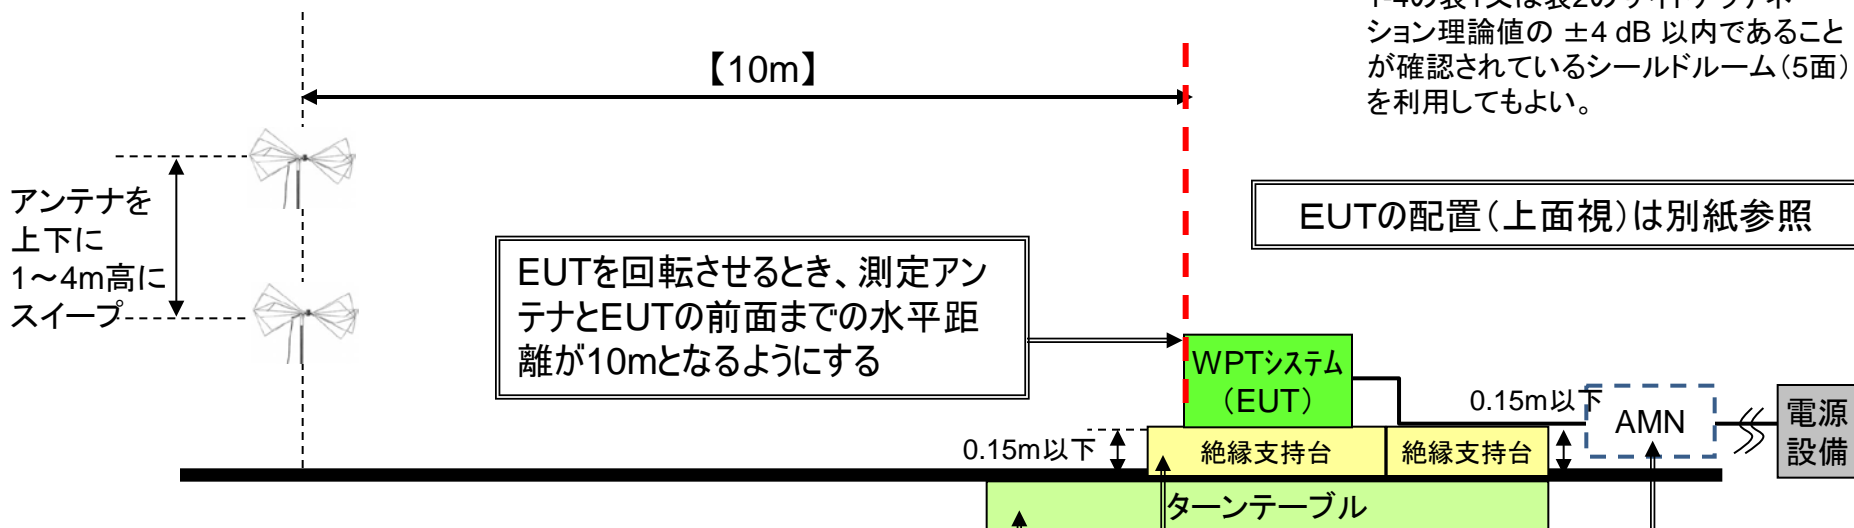 ション理論値の ±4 dB 以内であること
が確認されているシールドルーム（5面）
を利用してもよい。
【10m】
アンテナを
上下に
1～4m高に
スイープ
EUTの配置（上面視）は別紙参照
EUTを回転させるとき、測定アン
テナとEUTの前面までの水平距
離が10mとなるようにする
WPTシステム
（EUT）
0.15m以下
AMN
電源
設備
0.15m以下
絶縁支持台
絶縁支持台
ターンテーブル